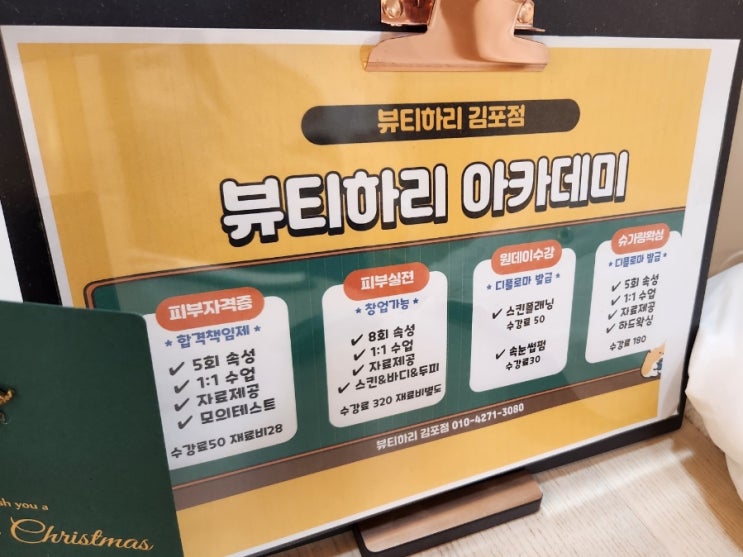 뷰티하리 김포점
뷰티하리 아카데미
피부자격증
★ 합격책임제 ★
✔ 5회 속성
✔ 1:1 수업
✔ 자료제공
✔ 모의테스트
수강료50 재료비28
피부실전
★ 창업가능 ★
✔ 8회 속성
✔ 1:1 수업
✔ 자료제공
✔ 스킨&바디&두피
수강료 320 재료비별도
원데이수강
★ 디플로마 발급 ★
✔ 스킨플래닝
수강료 50
✔ 속눈썹펌
수강료30
슈가링왁싱
★ 디플로마 발급 ★
✔ 5회 속성
✔ 1:1 수업
✔ 자료제공
✔ 하드왁싱
수강료 180
뷰티하리 김포점 010-4271-3080
sh you a
Christmas